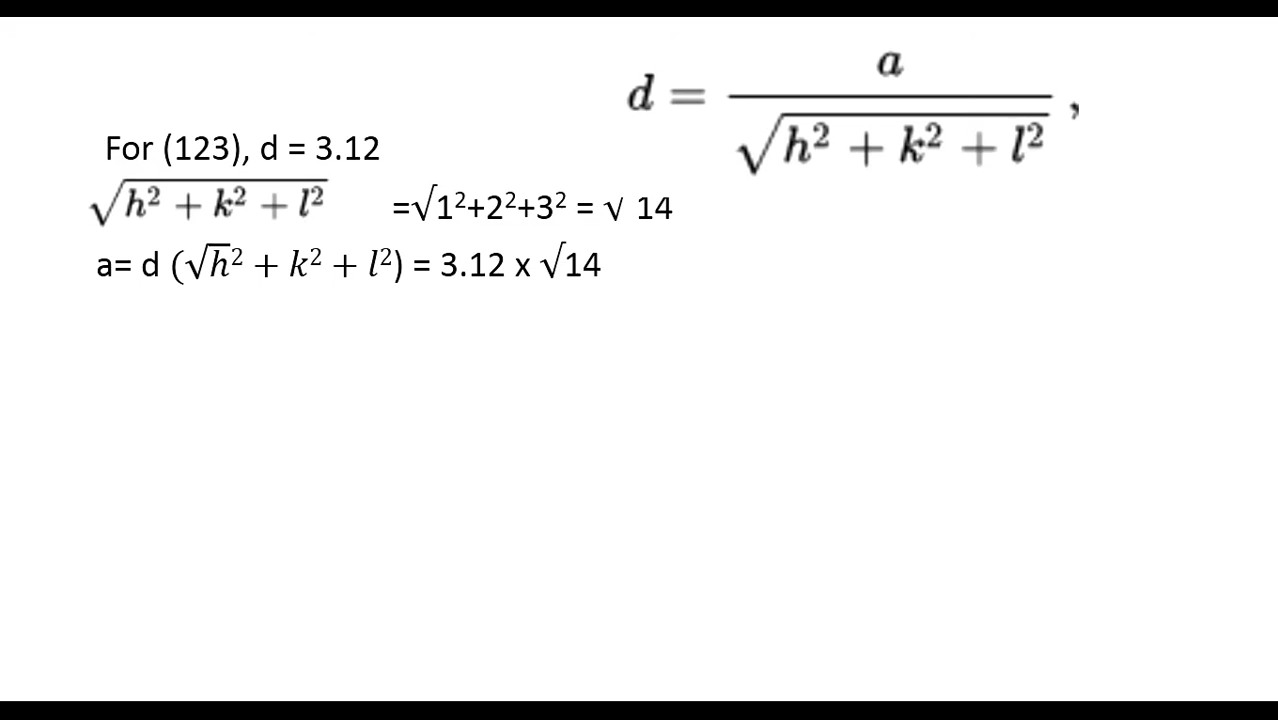 d = a / √(h² + k² + l²) ,
For (123), d = 3.12
√(h² + k² + l²) =√1²+2²+3² = √ 14
a= d (√h² + k² + l²) = 3.12 x √14